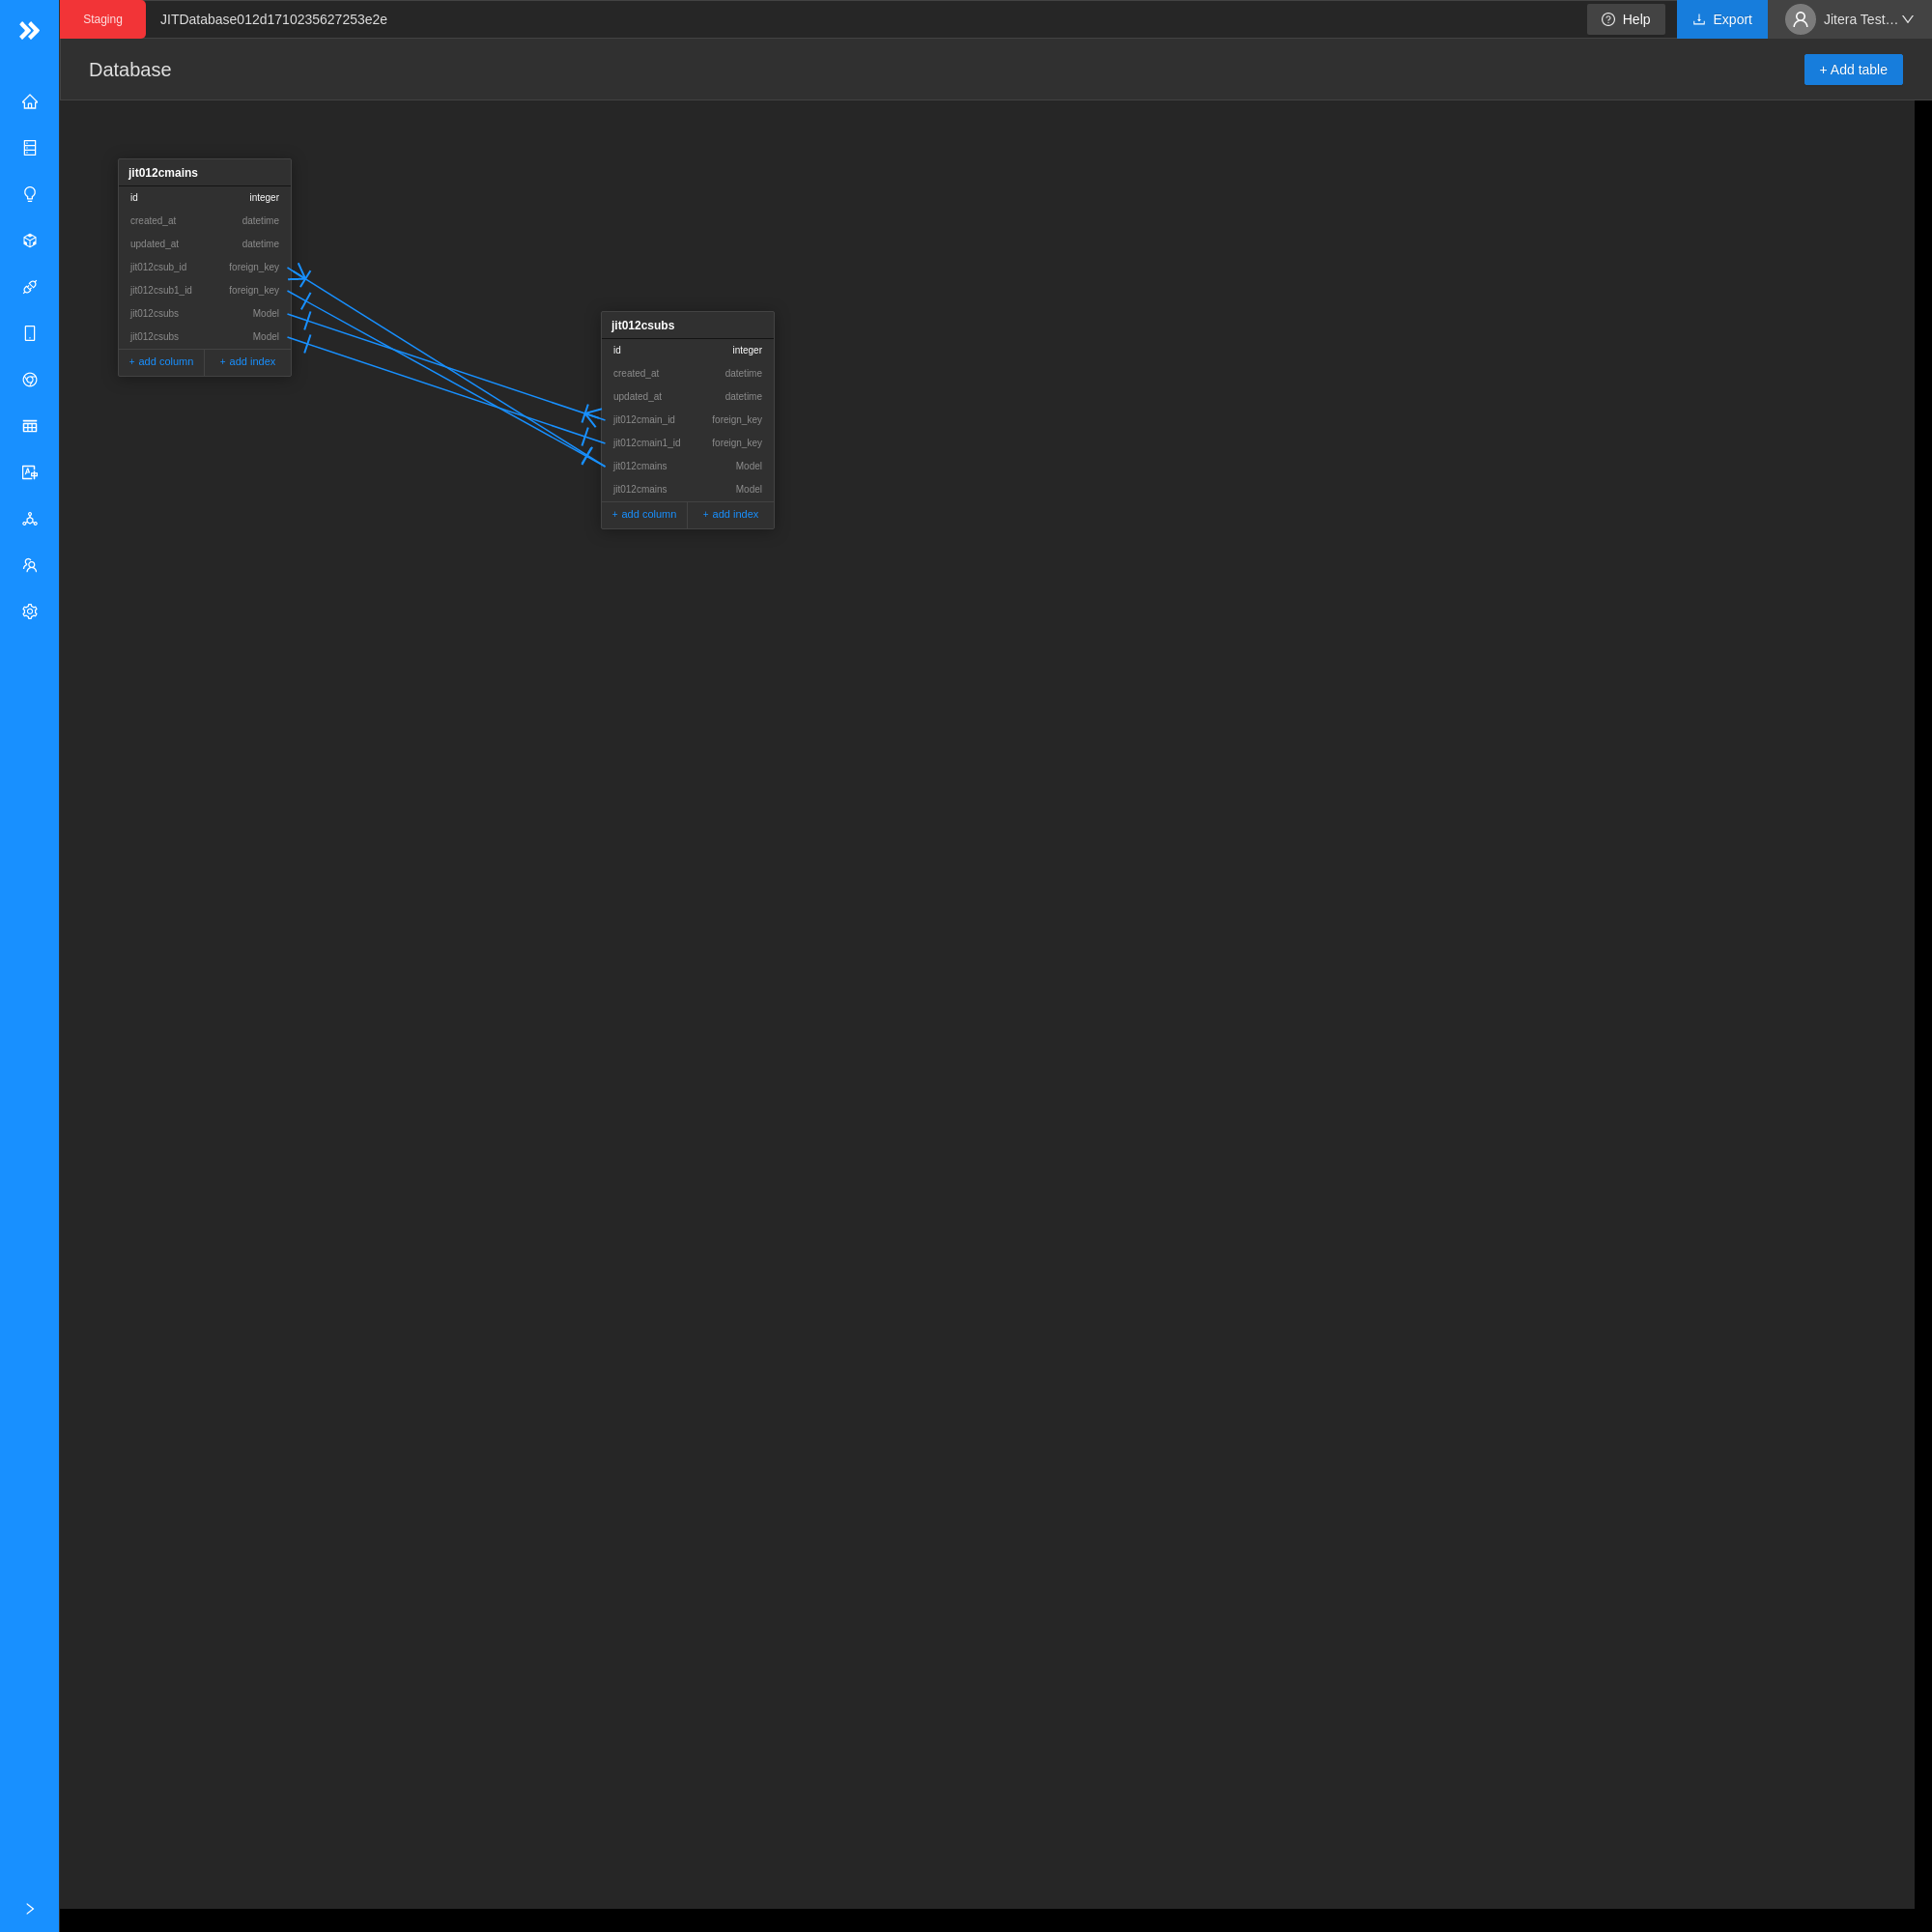 Staging JITDatabase012d1710235627253e2e Help Export Jitera Test…
Database + Add table
jit012cmains
id integer
created_at datetime
updated_at datetime
jit012csub_id foreign_key
jit012csub1_id foreign_key
jit012csubs Model
jit012csubs Model
+ add column + add index
jit012csubs
id integer
created_at datetime
updated_at datetime
jit012cmain_id foreign_key
jit012cmain1_id foreign_key
jit012cmains Model
jit012cmains Model
+ add column + add index